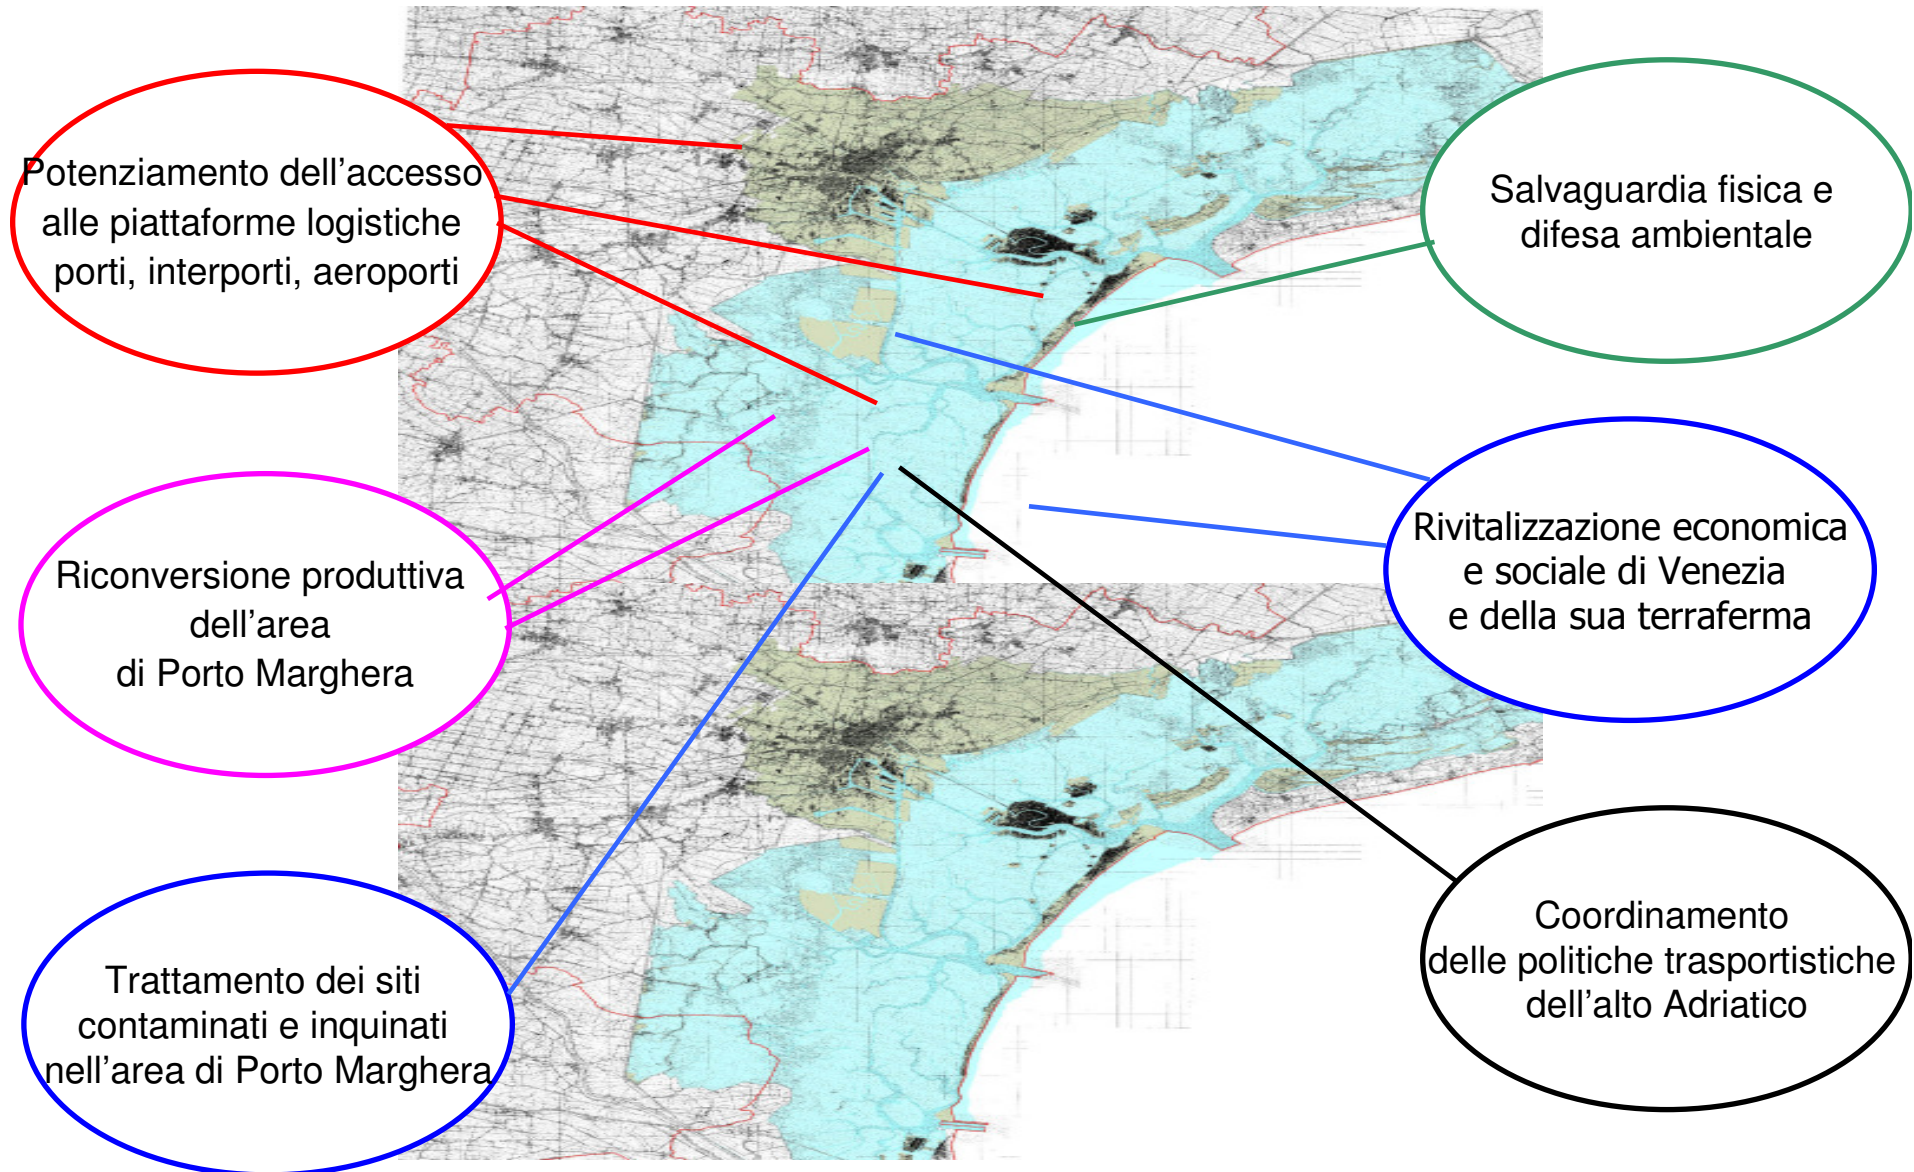 Potenziamento dell’accesso
alle piattaforme logistiche
porti, interporti, aeroporti
Salvaguardia fisica e
difesa ambientale
Riconversione produttiva
dell’area
di Porto Marghera
Rivitalizzazione economica
e sociale di Venezia
e della sua terraferma
Trattamento dei siti
contaminati e inquinati
nell’area di Porto Marghera
Coordinamento
delle politiche trasportistiche
dell’alto Adriatico